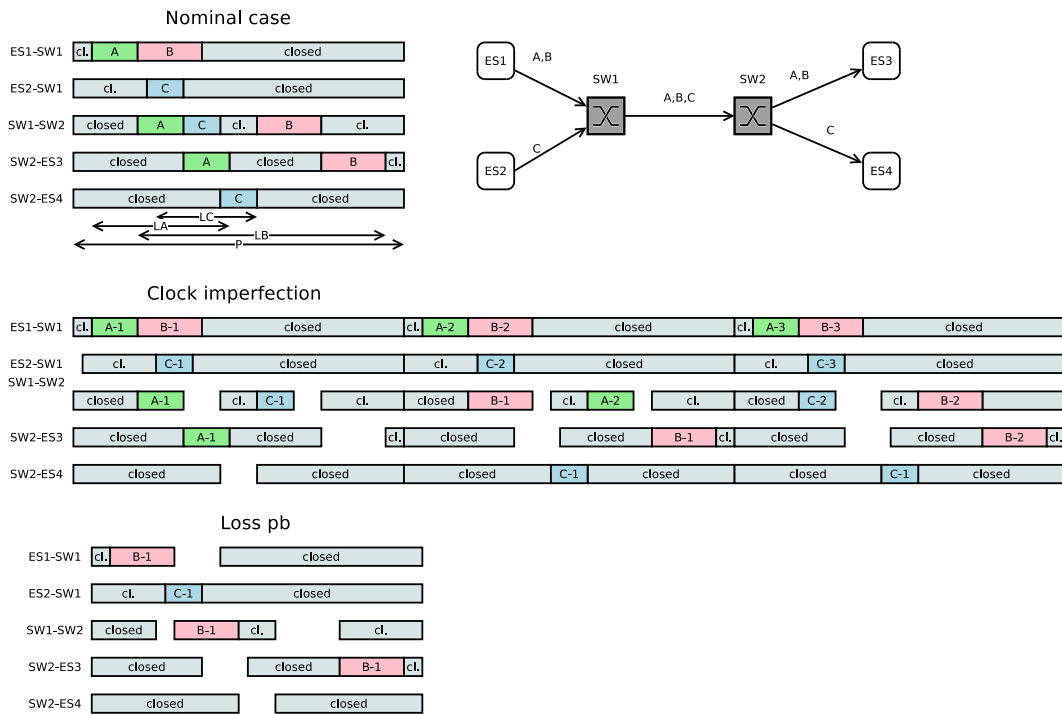 Nominal case
ES1-SW1 cl. A B closed
ES2-SW1 cl. C closed
SW1-SW2 closed A C cl. B cl.
SW2-ES3 closed A closed B cl.
SW2-ES4 closed C closed
LC
LA
LB
P
ES1
A,B
SW1
A,B,C
SW2
A,B
ES3
ES2
C
C
ES4
Clock imperfection
ES1-SW1 cl. A-1 B-1 closed cl. A-2 B-2 closed cl. A-3 B-3 closed
ES2-SW1 cl. C-1 closed cl. C-2 closed cl. C-3 closed
SW1-SW2 closed A-1 cl. C-1 cl. closed B-1 cl. A-2 cl. closed C-2 cl. B-2
SW2-ES3 closed A-1 closed cl. closed closed B-1 cl. closed closed B-2 cl.
SW2-ES4 closed closed closed C-1 closed closed C-1 closed
Loss pb
ES1-SW1 cl. B-1 closed
ES2-SW1 cl. C-1 closed
SW1-SW2 closed B-1 cl. cl.
SW2-ES3 closed closed B-1 cl.
SW2-ES4 closed closed